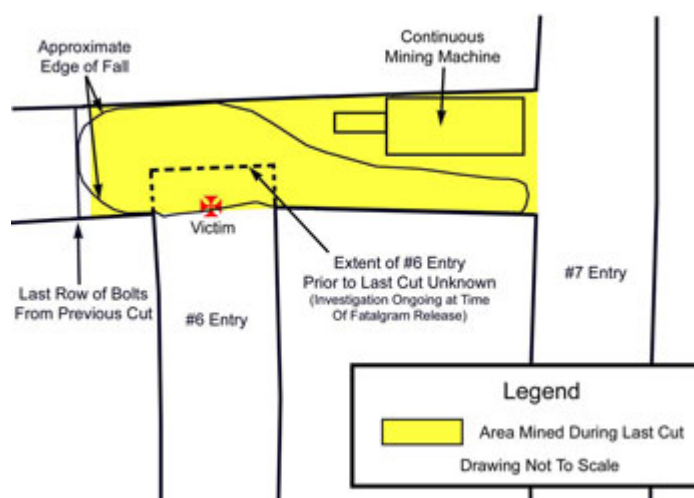 Approximate
Edge of Fall
Continuous
Mining Machine
Victim
Extent of #6 Entry
Prior to Last Cut Unknown
(Investigation Ongoing at Time
Of Fatalgram Release)
#7 Entry
Last Row of Bolts
From Previous Cut
#6 Entry
Legend
Area Mined During Last Cut
Drawing Not To Scale